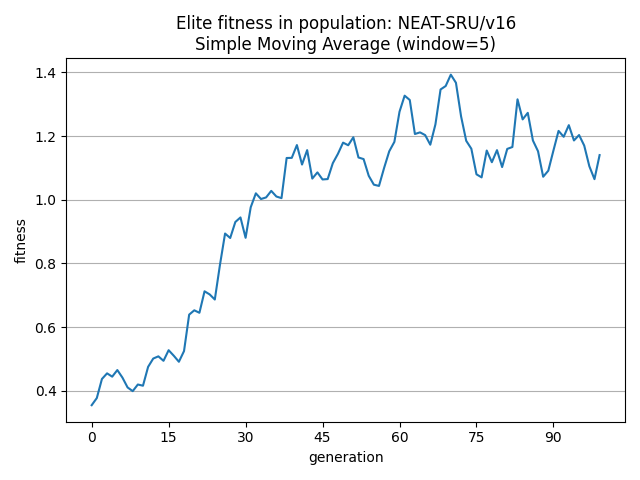 Elite fitness in population: NEAT-SRU/v16
Simple Moving Average (window=5)
fitness
1.4
1.2
1.0
0.8
0.6
0.4
0 15 30 45 60 75 90
generation